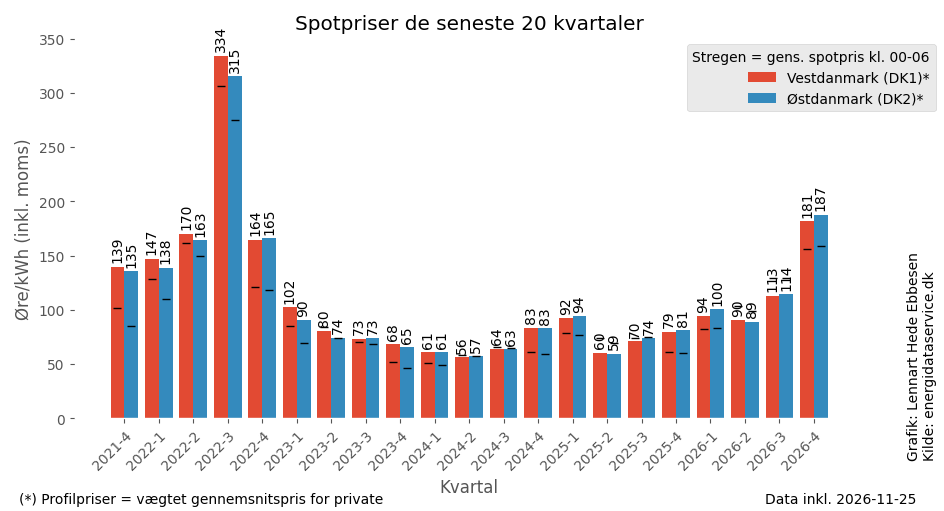 Spotpriser de seneste 20 kvartaler
Øre/kWh (inkl. moms)
350
300
250
200
150
100
50
0
Stregen = gens. spotpris kl. 00-06
Vestdanmark (DK1)*
Østdanmark (DK2)*
139 135 147 138 170 163 334 315 164 165 102 90 80 74 73 73 68 65 61 61 56 57 64 63 83 83 92 94 60 59 70 74 79 81 94 100 90 89 113 114 181 187
2021-4 2022-1 2022-2 2022-3 2022-4 2023-1 2023-2 2023-3 2023-4 2024-1 2024-2 2024-3 2024-4 2025-1 2025-2 2025-3 2025-4 2026-1 2026-2 2026-3 2026-4
Kvartal
Grafik: Lennart Hede Ebbesen
Kilde: energidataservice.dk
(*) Profilpriser = vægtet gennemsnitspris for private
Data inkl. 2026-11-25